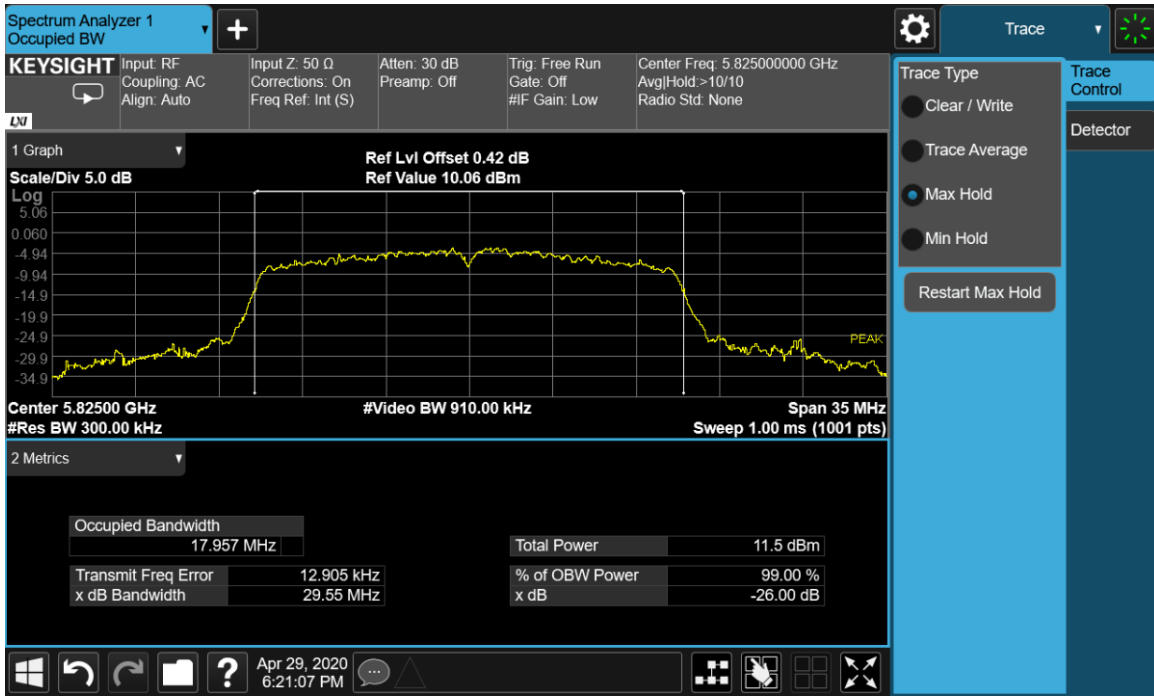 Spectrum Analyzer 1
Occupied BW
Trace
KEYSIGHT
LXI
Input: RF
Coupling: AC
Align: Auto
Input Z: 50 Ω
Corrections: On
Freq Ref: Int (S)
Atten: 30 dB
Preamp: Off
Trig: Free Run
Gate: Off
#IF Gain: Low
Center Freq: 5.825000000 GHz
Avg|Hold:>10/10
Radio Std: None
Trace Type
Clear / Write
Trace Average
Max Hold
Min Hold
Restart Max Hold
Trace
Control
Detector
1 Graph
Scale/Div 5.0 dB
Ref Lvl Offset 0.42 dB
Ref Value 10.06 dBm
Log
5.06
0.060
-4.94
-9.94
-14.9
-19.9
-24.9
-29.9
-34.9
PEAK
Center 5.82500 GHz
#Video BW 910.00 kHz
Span 35 MHz
#Res BW 300.00 kHz
Sweep 1.00 ms (1001 pts)
2 Metrics
Occupied Bandwidth
17.957 MHz
Total Power 11.5 dBm
Transmit Freq Error 12.905 kHz
% of OBW Power 99.00 %
x dB Bandwidth 29.55 MHz
x dB -26.00 dB
?
Apr 29, 2020
6:21:07 PM